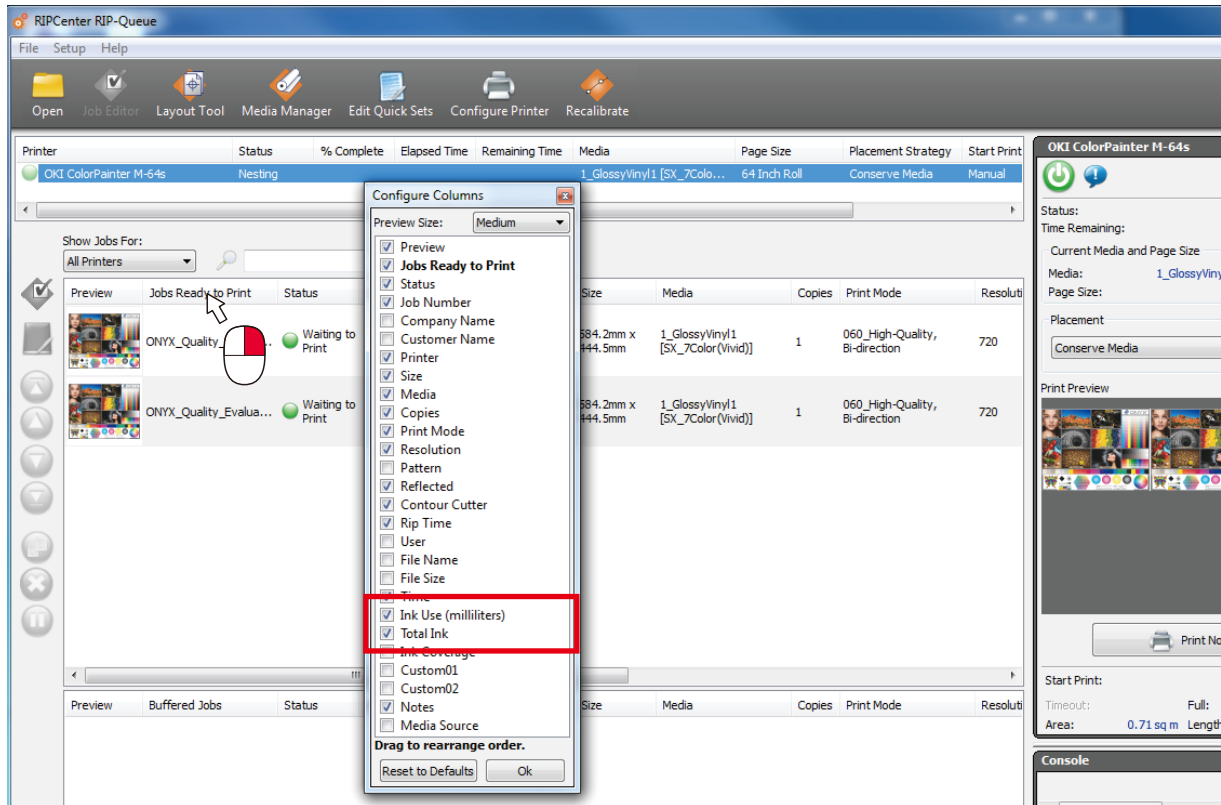 RIPCenter RIP-Queue
File Setup Help
Open Job Editor Layout Tool Media Manager Edit Quick Sets Configure Printer Recalibrate
Printer Status % Complete Elapsed Time Remaining Time Media Page Size Placement Strategy Start Print
OKI ColorPainter M-64s Nesting 1_GlossyVinyl1 [SX_7Colo... 64 Inch Roll Conserve Media Manual
Show Jobs For:
All Printers
Preview Jobs Ready to Print Status Size Media Copies Print Mode Resoluti
ONYX_Quality_ Waiting to Print 584.2mm x 444.5mm 1_GlossyVinyl1 [SX_7Color(Vivid)] 1 060_High-Quality, Bi-direction 720
ONYX_Quality_Evalua... Waiting to Print 584.2mm x 444.5mm 1_GlossyVinyl1 [SX_7Color(Vivid)] 1 060_High-Quality, Bi-direction 720
Preview Buffered Jobs Status Size Media Copies Print Mode Resoluti
Configure Columns
Preview Size: Medium
Preview
Jobs Ready to Print
Status
Job Number
Company Name
Customer Name
Printer
Size
Media
Copies
Print Mode
Resolution
Pattern
Reflected
Contour Cutter
Rip Time
User
File Name
File Size
Time
Ink Use (milliliters)
Total Ink
Ink Coverage
Custom01
Custom02
Notes
Media Source
Drag to rearrange order.
Reset to Defaults Ok
OKI ColorPainter M-64s
Status:
Time Remaining:
Current Media and Page Size
Media: 1_GlossyViny
Page Size:
Placement
Conserve Media
Print Preview
Print No
Start Print:
Timeout: Full:
Area: 0.71 sq m Length
Console